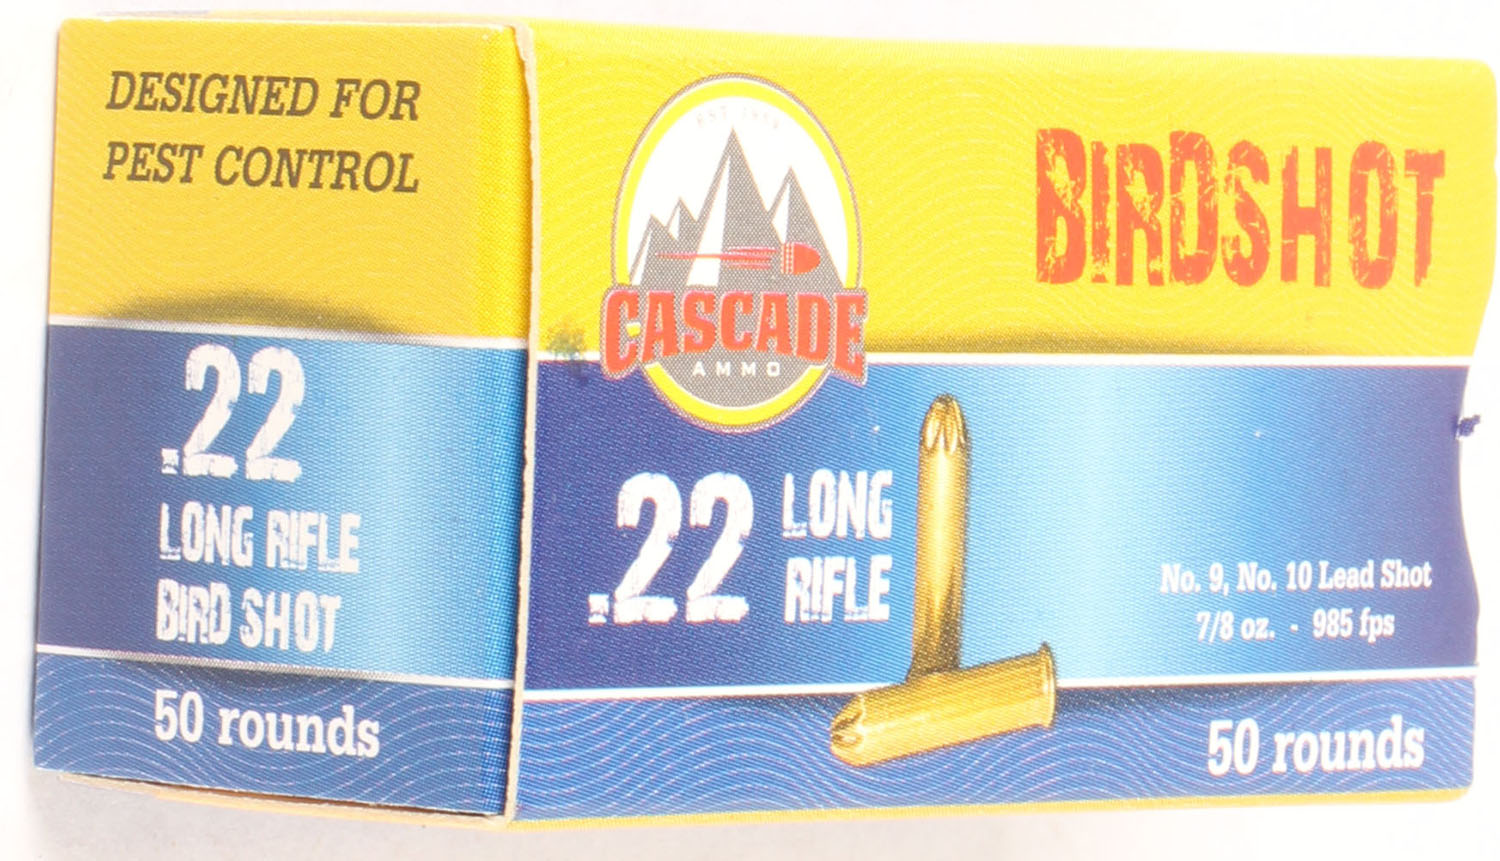 DESIGNED FOR
PEST CONTROL
.22
LONG RIFLE
BIRD SHOT
50 rounds
CASCADE
AMMO
BIRDSHOT
.22 LONG
RIFLE
No. 9, No. 10 Lead Shot
7/8 oz. - 985 fps
50 rounds